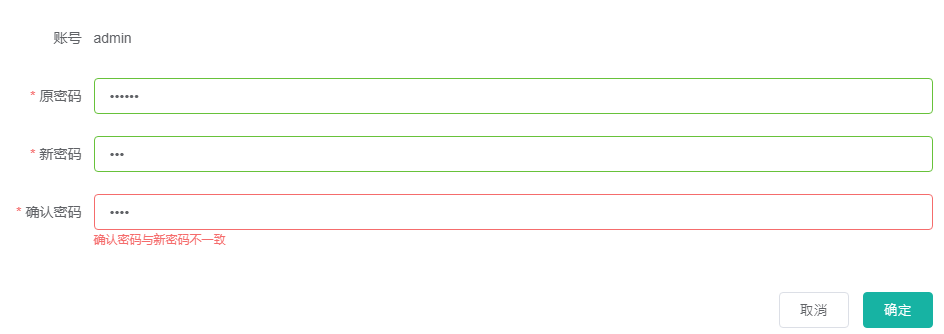 账号 admin
* 原密码 ••••••
* 新密码 •••
* 确认密码 ••••
确认密码与新密码不一致
取消 确定